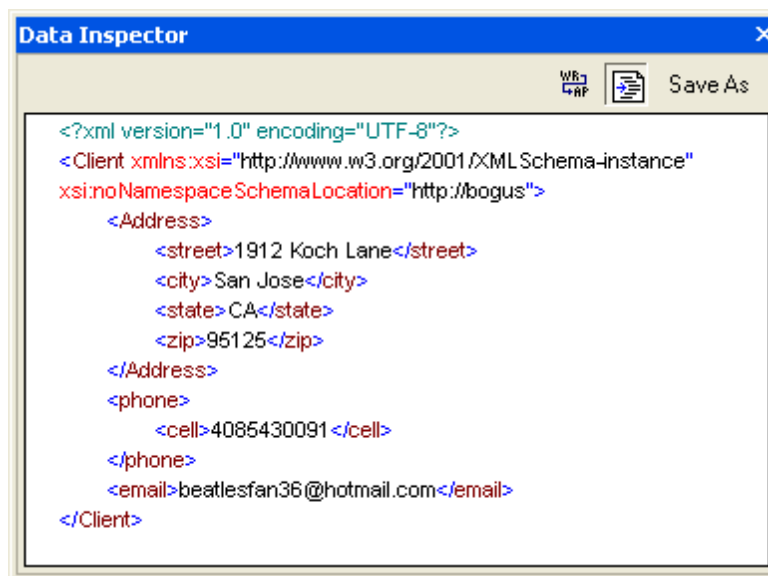 Data Inspector
WR AP Save As
<?xml version="1.0" encoding="UTF-8"?>
<Client xmlns:xsi="http://www.w3.org/2001/XMLSchema-instance"
xsi:noNamespaceSchemaLocation="http://bogus">
<Address>
<street>1912 Koch Lane</street>
<city>San Jose</city>
<state>CA</state>
<zip>95125</zip>
</Address>
<phone>
<cell>4085430091</cell>
</phone>
<email>beatlesfan36@hotmail.com</email>
</Client>